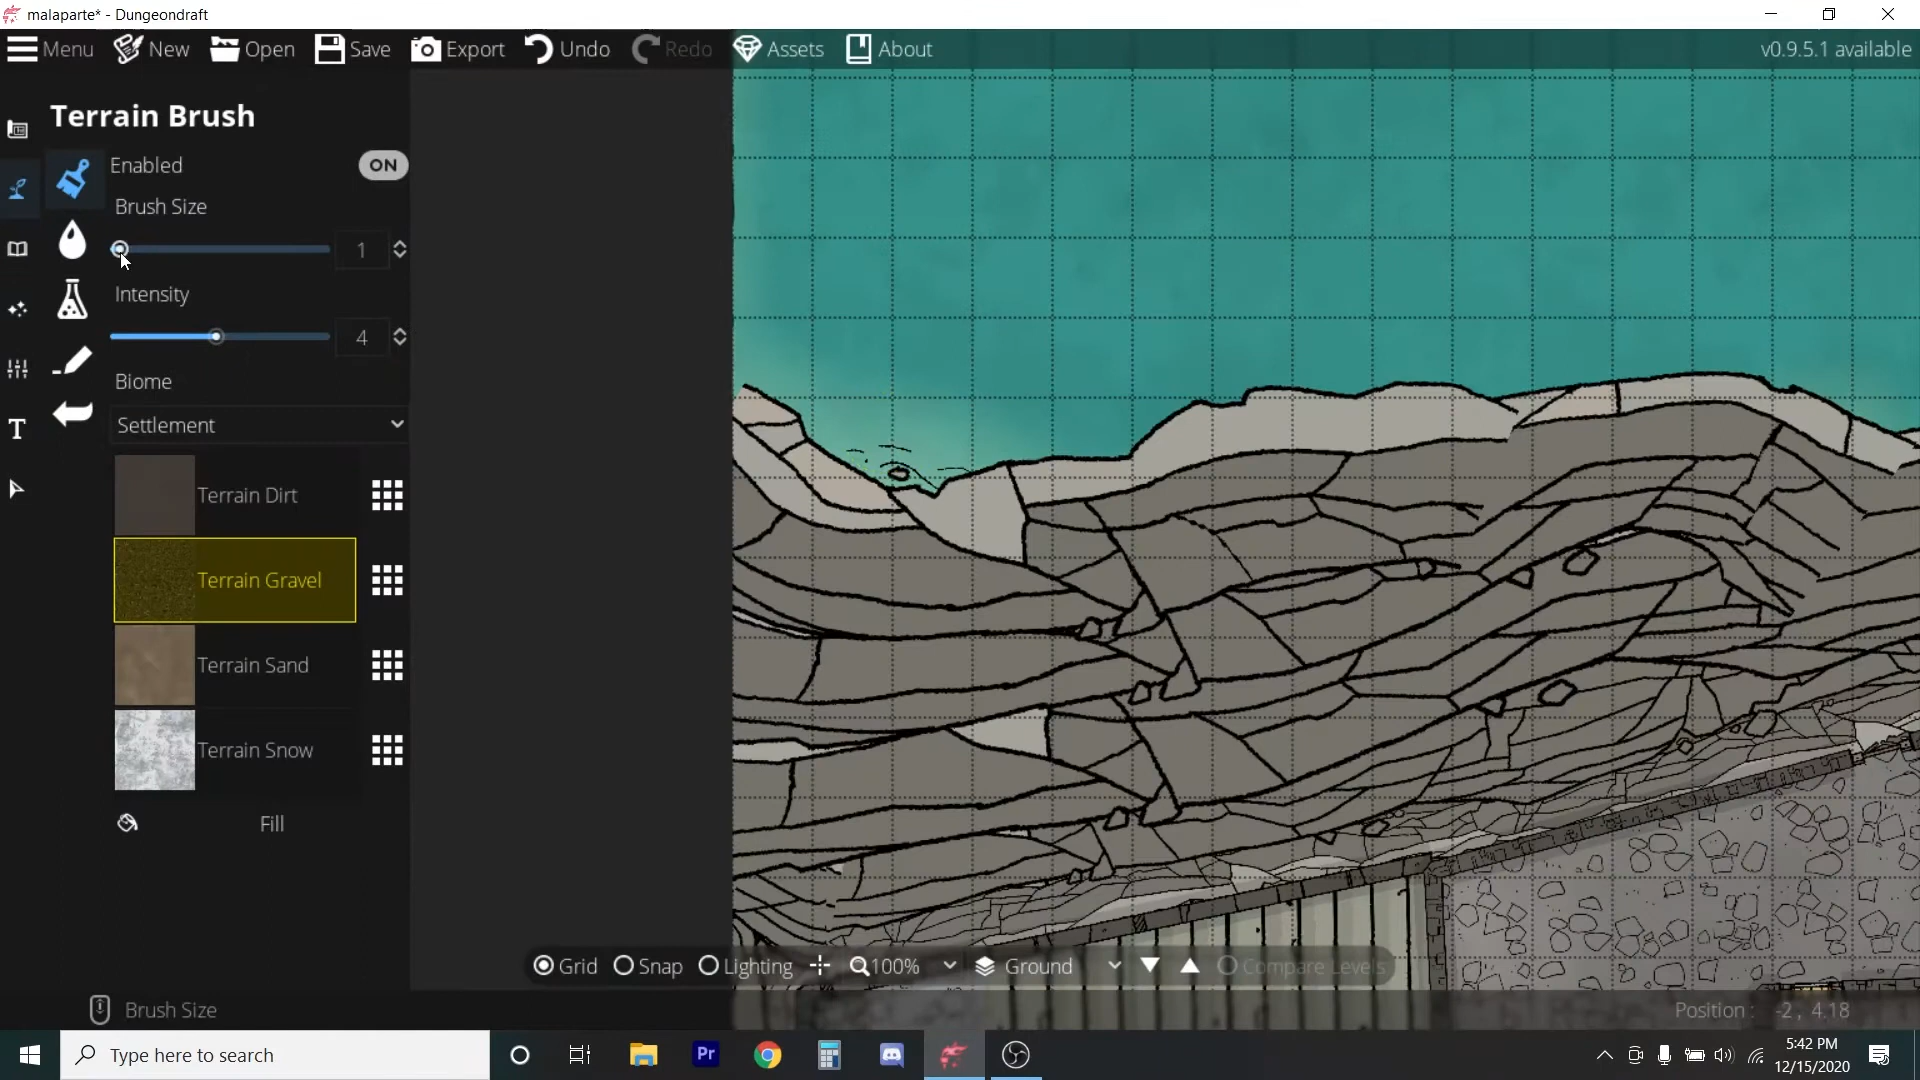 malaparte* - Dungeondraft
Menu New Open Save Export Undo Redo Assets About v0.9.5.1 available
Terrain Brush
Enabled ON
Brush Size
1
Intensity
4
Biome
Settlement
Terrain Dirt
Terrain Gravel
Terrain Sand
Terrain Snow
Fill
Grid Snap Lighting 100% Ground Compare Levels
Brush Size Position : -2, 4.18
Type here to search
Pr
5:42 PM
12/15/2020